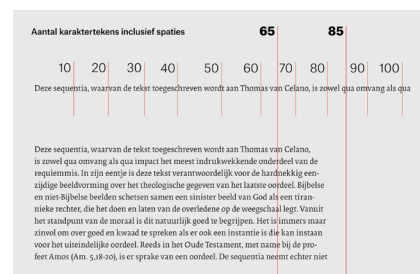 Aantal karaktertekens inclusief spaties 65 85
10 20 30 40 50 60 70 80 90 100
Deze sequentia, waarvan de tekst toegeschreven wordt aan Thomas van Celano, is zowel qua omvang als qua
Deze sequentia, waarvan de tekst toegeschreven wordt aan Thomas van Celano,
is zowel qua omvang als qua impact het meest indrukwekkende onderdeel van de
requiemmis. In zijn eentje is deze tekst verantwoordelijk voor de hardnekkig een-
zijdige beeldvorming over het theologische gegeven van het laatste oordeel. Bijbelse
en niet-Bijbelse beelden schetsen samen een sinister beeld van God als een tiran-
nieke rechter, die het doen en laten van de overledene op de weegschaal legt. Vanuit
het standpunt van de moraal is dit natuurlijk goed te begrijpen. Het is immers maar
zinvol om over goed en kwaad te spreken als er ook een instantie is die kan instaan
voor het uiteindelijke oordeel. Reeds in het Oude Testament, met name bij de pro-
feet Amos (Am. 5,18-20), is er sprake van een oordeel. De sequentia neemt echter niet